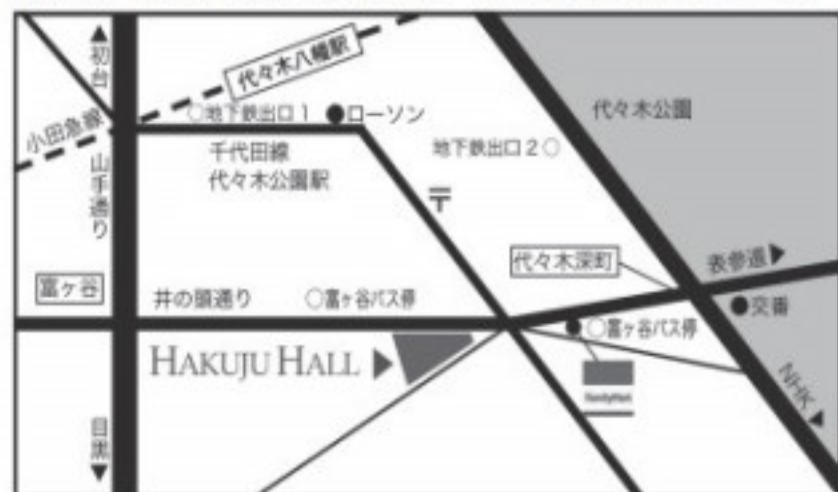 ▲初台
代々木八幡駅
小田急線
○地下鉄出口 1
●ローソン
代々木公園
千代田線
代々木公園駅
地下鉄出口 2○
〒
山手通り
代々木深町
表参道▶
富ヶ谷
井の頭通り
○富ヶ谷バス停
●交番
●○富ヶ谷バス停
HAKUJU HALL ▶
FamilyMart
NHK▼
目黒▼